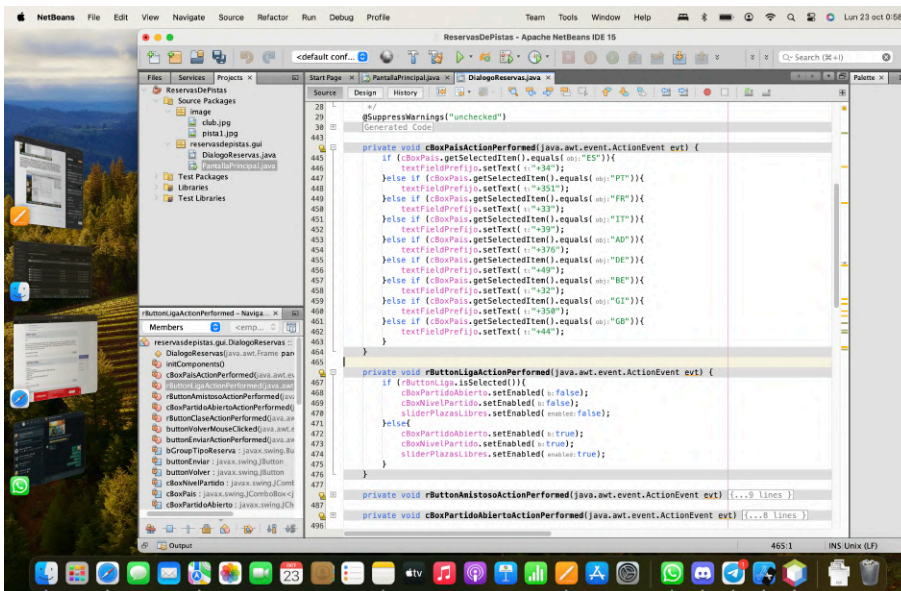 NetBeans File Edit View Navigate Source Refactor Run Debug Profile Team Tools Window Help Lun 23 oct 0:58
ReservasDePistas - Apache NetBeans IDE 15
<default conf... Search (⌘+I)
Files Services Projects × Start Page × PantallaPrincipal.java × DialogoReservas.java × Palette ×
ReservasDePistas
Source Packages
image
club.jpg
pista1.jpg
reservasdepistas.gui
DialogoReservas.java
PantallaPrincipal.java
Test Packages
Libraries
Test Libraries
Source Design History
28 */
29 @SuppressWarnings("unchecked")
30 Generated Code
443
private void cBoxPaisActionPerformed(java.awt.event.ActionEvent evt) {
445 if (cBoxPais.getSelectedItem().equals( obj:"ES")){
446 textFieldPrefijo.setText( t:"+34");
447 }else if (cBoxPais.getSelectedItem().equals( obj:"PT")){
448 textFieldPrefijo.setText( t:"+351");
449 }else if (cBoxPais.getSelectedItem().equals( obj:"FR")){
450 textFieldPrefijo.setText( t:"+33");
451 }else if (cBoxPais.getSelectedItem().equals( obj:"IT")){
452 textFieldPrefijo.setText( t:"+39");
453 }else if (cBoxPais.getSelectedItem().equals( obj:"AD")){
454 textFieldPrefijo.setText( t:"+376");
455 }else if (cBoxPais.getSelectedItem().equals( obj:"DE")){
456 textFieldPrefijo.setText( t:"+49");
457 }else if (cBoxPais.getSelectedItem().equals( obj:"BE")){
458 textFieldPrefijo.setText( t:"+32");
459 }else if (cBoxPais.getSelectedItem().equals( obj:"GI")){
460 textFieldPrefijo.setText( t:"+350");
461 }else if (cBoxPais.getSelectedItem().equals( obj:"GB")){
462 textFieldPrefijo.setText( t:"+44");
463 }
464 }
465
private void rButtonLigaActionPerformed(java.awt.event.ActionEvent evt) {
467 if (rButtonLiga.isSelected()){
468 cBoxPartidoAbierto.setEnabled( b:false);
469 cBoxNivelPartido.setEnabled( b:false);
470 sliderPlazasLibres.setEnabled( enabled:false);
471 }else{
472 cBoxPartidoAbierto.setEnabled( b:true);
473 cBoxNivelPartido.setEnabled( b:true);
474 sliderPlazasLibres.setEnabled( enabled:true);
475 }
476 }
477
private void rButtonAmistosoActionPerformed(java.awt.event.ActionEvent evt) {...9 lines }
487
private void cBoxPartidoAbiertoActionPerformed(java.awt.event.ActionEvent evt) {...8 lines }
496
rButtonLigaActionPerformed - Naviga... ×
Members <emp...
reservasdepistas.gui.DialogoReservas ::
DialogoReservas(java.awt.Frame pare
initComponents()
cBoxPaisActionPerformed(java.awt.ev
rButtonLigaActionPerformed(java.awt
rButtonAmistosoActionPerformed(java
cBoxPartidoAbiertoActionPerformed(j
rButtonClaseActionPerformed(java.aw
buttonVolverMouseClicked(java.awt.e
buttonEnviarActionPerformed(java.aw
bGroupTipoReserva : javax.swing.Bu
buttonEnviar : javax.swing.JButton
buttonVolver : javax.swing.JButton
cBoxNivelPartido : javax.swing.JComl
cBoxPais : javax.swing.JComboBox<j
cBoxPartidoAbierto : javax.swing.JCh
Output 465:1 INS Unix (LF)
OCT
23
tv